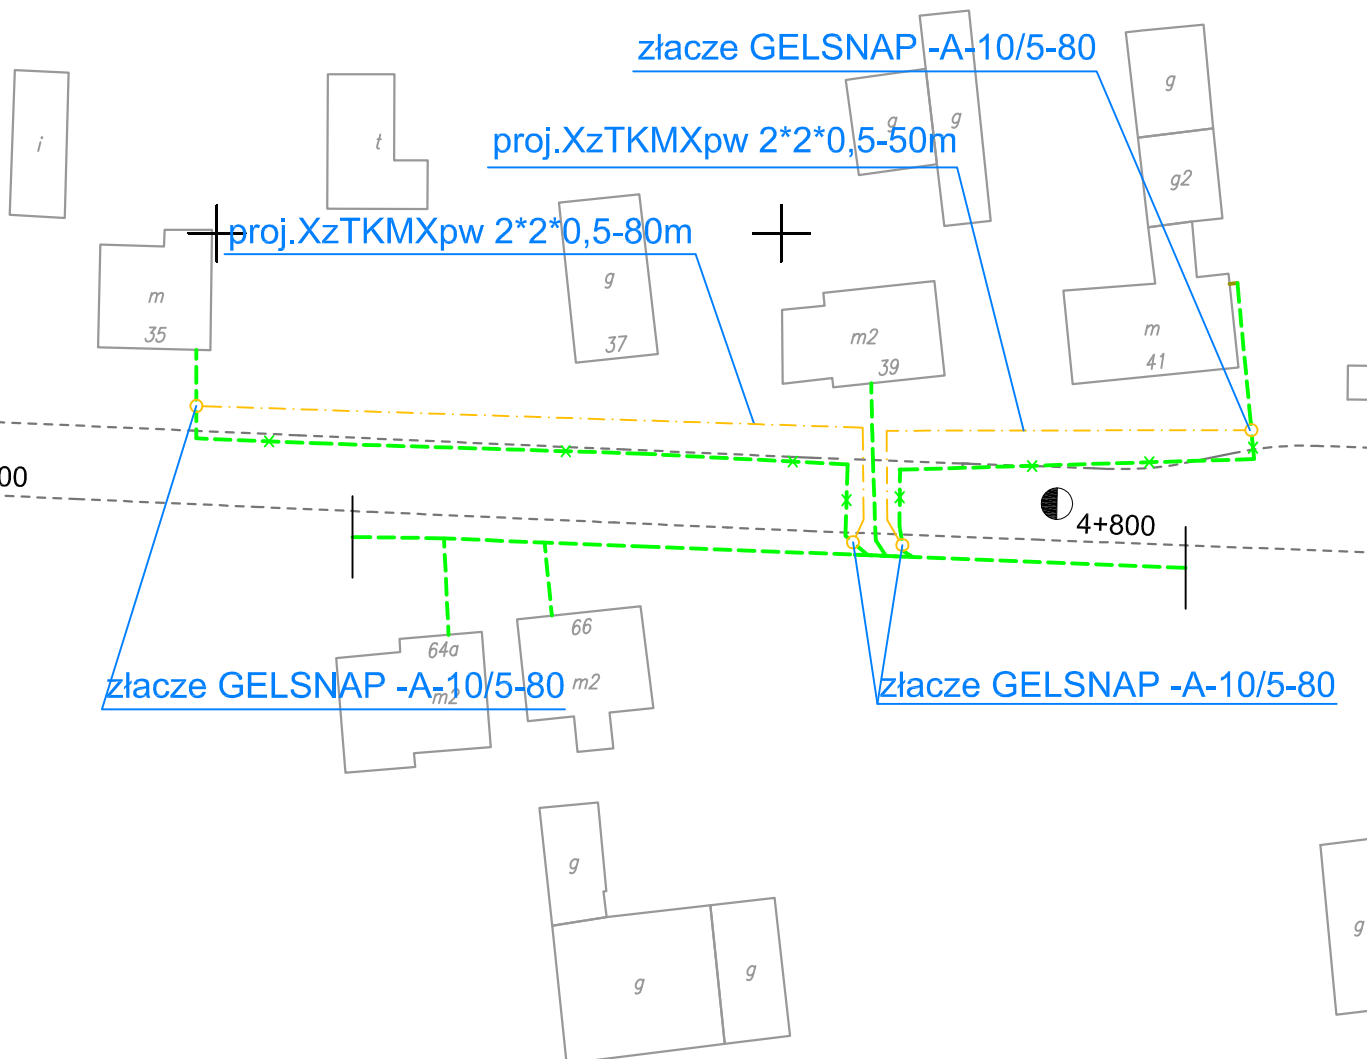 złacze GELSNAP -A-10/5-80
g
g
g
i
t
proj.XzTKMXpw 2*2*0,5-50m
g2
proj.XzTKMXpw 2*2*0,5-80m
g
m
35
37
m2
39
m
41
00
4+800
66
64a
m2
m2
złacze GELSNAP -A-10/5-80
złacze GELSNAP -A-10/5-80
g
g
g
g